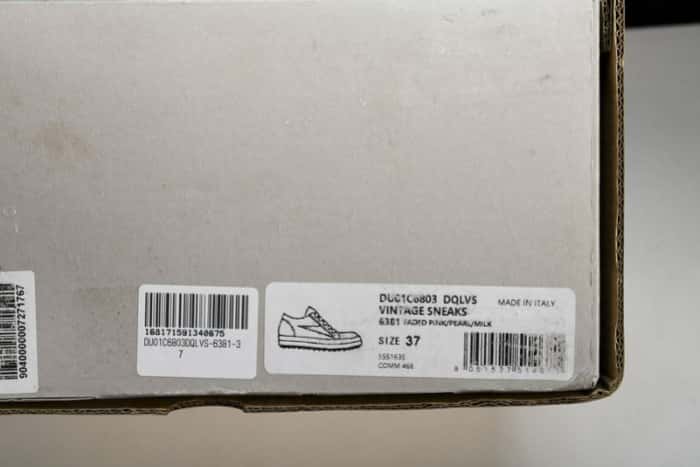 9040000007271767
168171591340675
DU01C6803DQLVS-6381-3
7
DU01C6803 DQLVS
MADE IN ITALY
VINTAGE SNEAKS
6381 FADED PINK/PEARL/MILK
SIZE 37
COMM 468